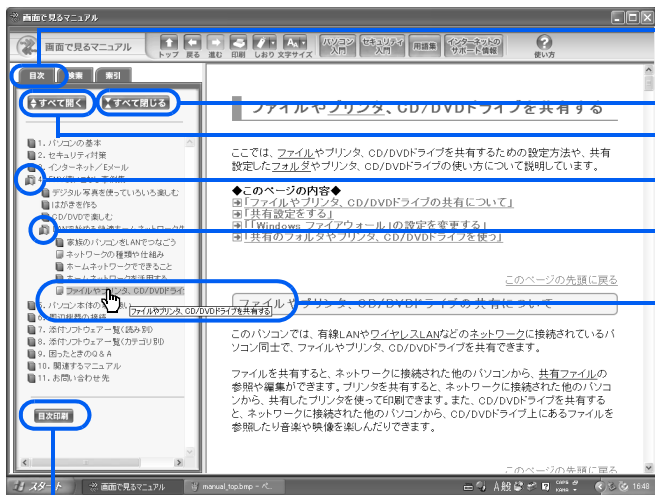 画面で見るマニュアル
画面で見るマニュアル
トップ 戻る 進む 印刷 しおり 文字サイズ
パソコン入門
セキュリティ入門
用語集
インターネットのサポート情報
使い方
目次 検索 索引
すべて開く すべて閉じる
1. パソコンの基本
2. セキュリティ対策
3. インターネット/Eメール
デジタル写真を使っていろいろ楽しむ
はがきを作る
CD/DVDで楽しむ
家族のパソコンをLANでつなごう
ネットワークの種類や仕組み
ホームネットワークでできること
ホームネットワークを活用する
ファイルやプリンタ、CD/DVDドライ
ファイルやプリンタ、CD/DVDドライブを共有する
7. 添付ソフトウェア一覧(読み別)
8. 添付ソフトウェア一覧(カテゴリ別)
9. 困ったときのQ&A
10. 関連するマニュアル
11. お問い合わせ先
目次印刷
ファイルやプリンタ、CD/DVDドライブを共有する
ここでは、ファイルやプリンタ、CD/DVDドライブを共有するための設定方法や、共有
設定したフォルダやプリンタ、CD/DVDドライブの使い方について説明しています。
◆このページの内容◆
「ファイルやプリンタ、CD/DVDドライブの共有について」
「共有設定をする」
「「Windows ファイアウォール」の設定を変更する」
「共有のフォルダやプリンタ、CD/DVDドライブを使う」
このページの先頭に戻る
ファイルやプリンタ、CD/DVDドライブの共有について
このパソコンでは、有線LANやワイヤレスLANなどのネットワークに接続されているパ
ソコン同士で、ファイルやプリンタ、CD/DVDドライブを共有できます。
ファイルを共有すると、ネットワークに接続された他のパソコンから、共有ファイルの
参照や編集ができます。プリンタを共有すると、ネットワークに接続された他のパソコ
ンから、共有したプリンタを使って印刷できます。また、CD/DVDドライブを共有する
と、ネットワークに接続された他のパソコンから、CD/DVDドライブ上にあるファイルを
参照したり音楽や映像を楽しんだりできます。
このページの先頭に戻る
スタート 画面で見るマニュアル manual_top.bmp - ペ...
A般 CAPS KANA 16:48